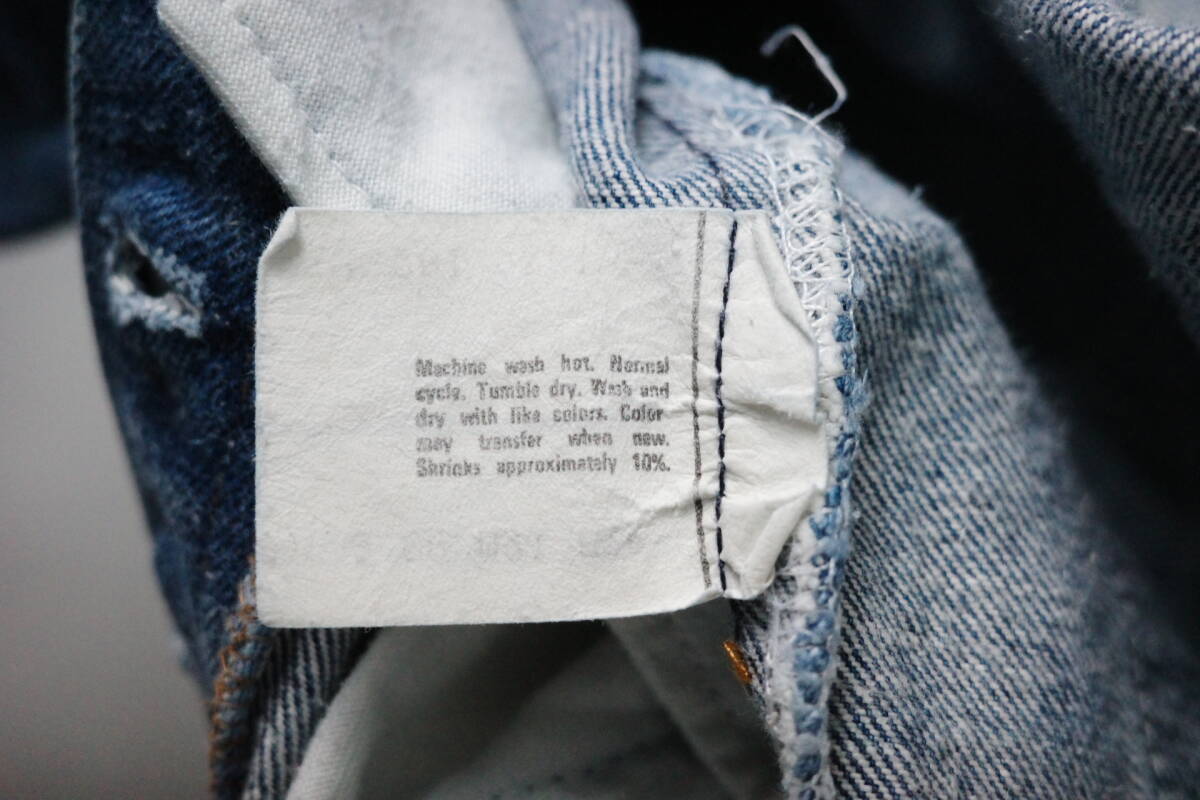 Machine wash hot. Normal
cycle. Tumble dry. Wash and
dry with like colors. Color
may transfer when new.
Shrinks approximately 10%.